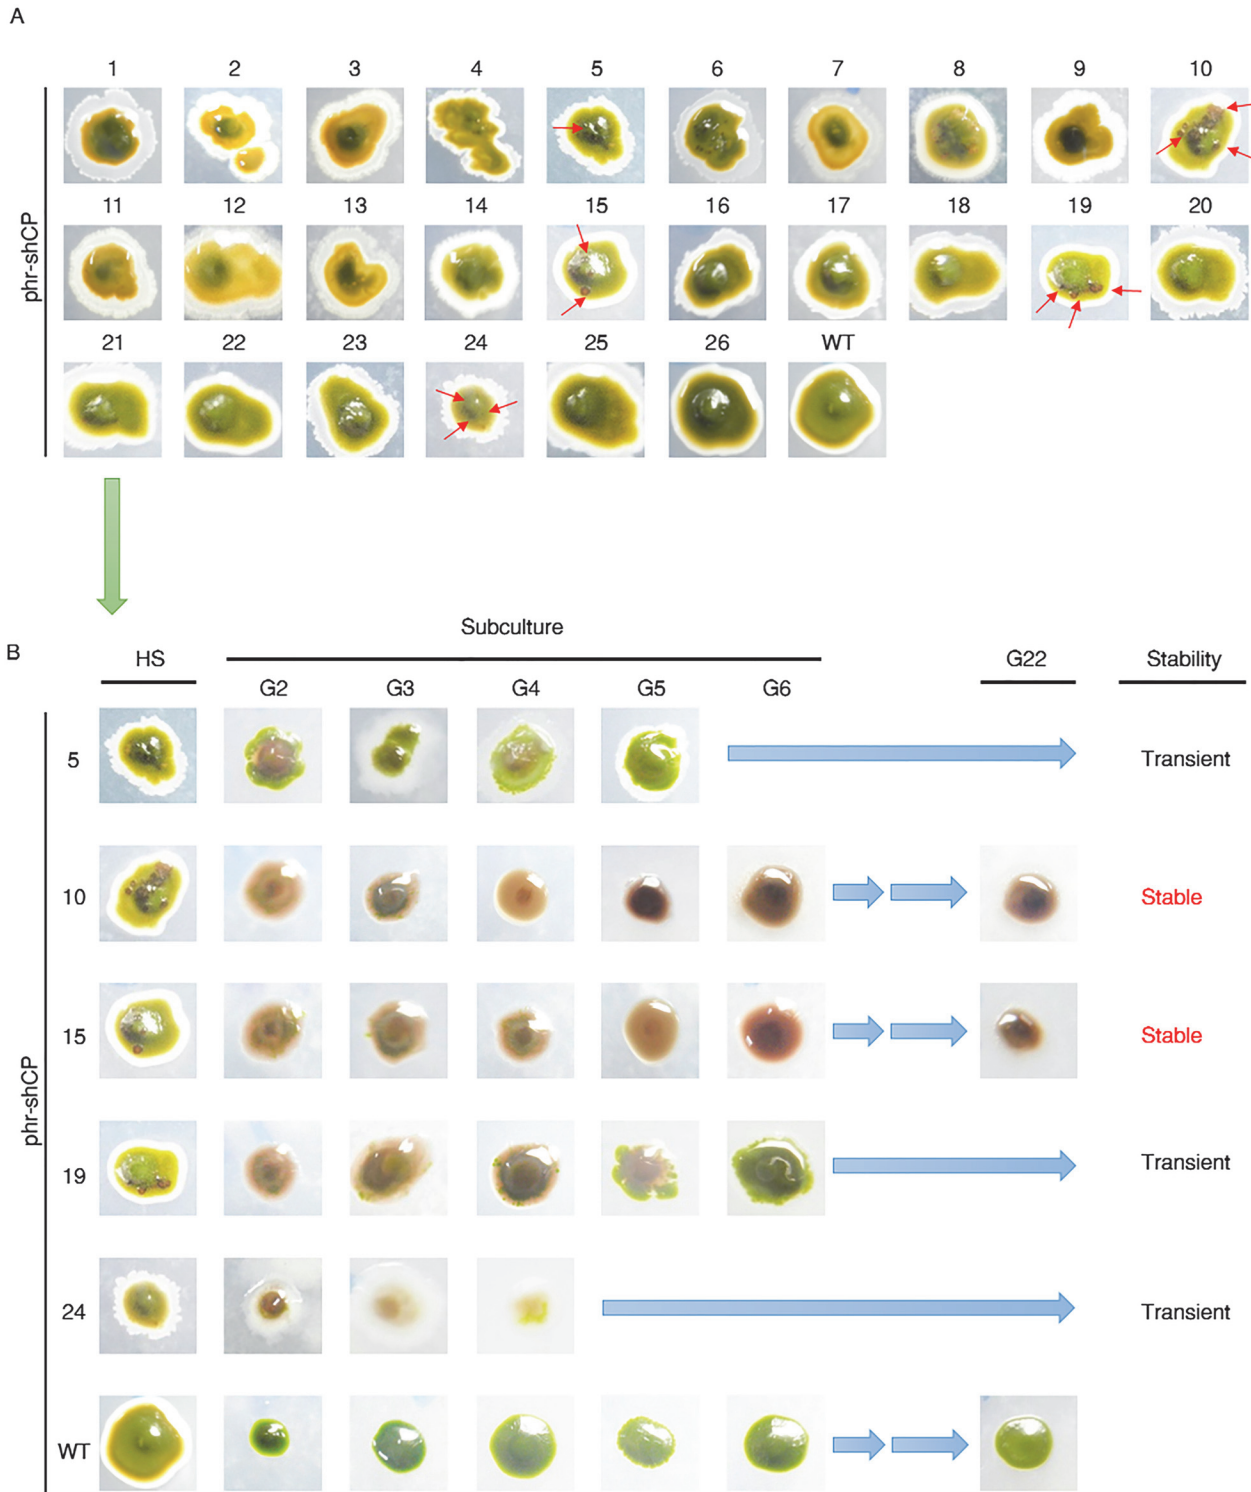 A
1 2 3 4 5 6 7 8 9 10
11 12 13 14 15 16 17 18 19 20
phr-shCP
21 22 23 24 25 26 WT
Subculture
B
HS G22 Stability
G2 G3 G4 G5 G6
5 Transient
10 Stable
15 Stable
phr-shCP
19 Transient
24 Transient
WT